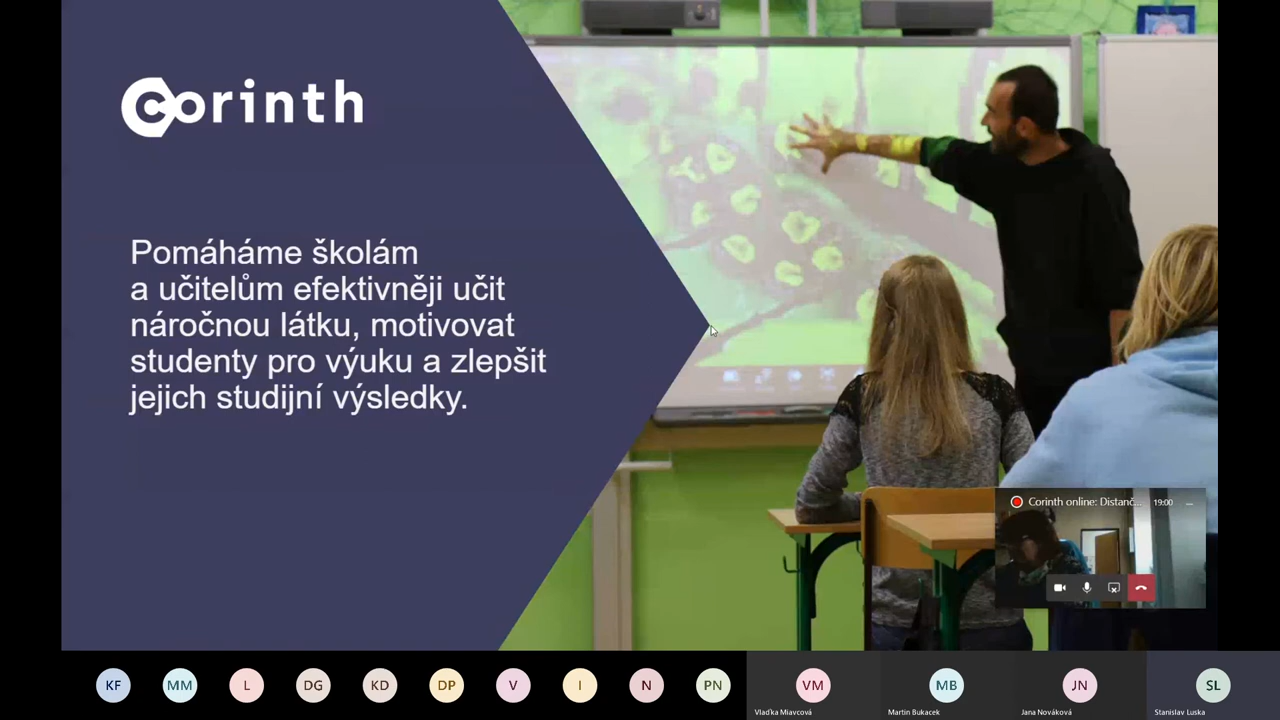 Corinth
Pomáháme školám
a učitelům efektivněji učit
náročnou látku, motivovat
studenty pro výuku a zlepšit
jejich studijní výsledky.
Corinth online: Distanč... 19:00
KF MM L DG KD DP V I N PN VM MB JN SL
Vlaďka Miavcová Martin Bukacek Jana Nováková Stanislav Luska